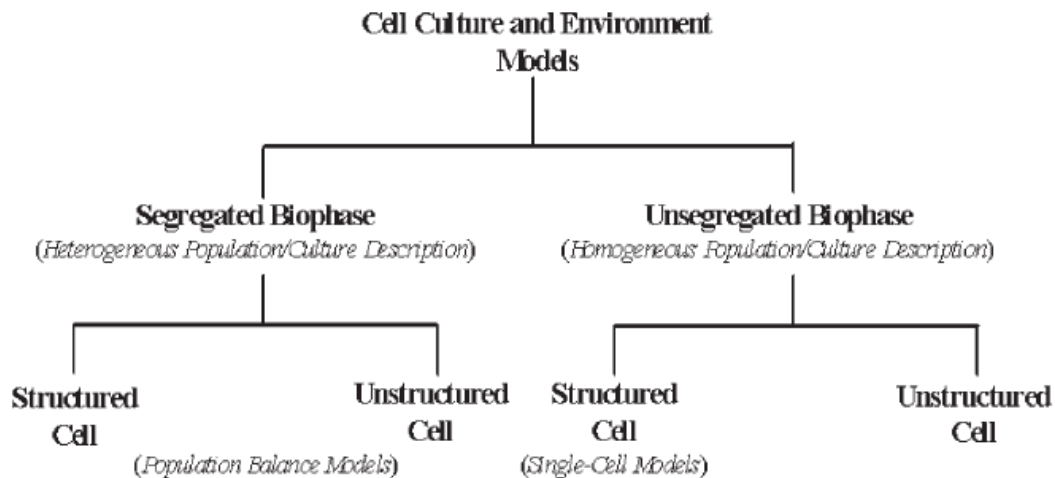 Cell Culture and Environment
Models
Segregated Biophase
(Heterogeneous Population/Culture Description)
Unsegregated Biophase
(Homogeneous Population/Culture Description)
Structured
Cell
Unstructured
Cell
(Population Balance Models)
Structured
Cell
(Single-Cell Models)
Unstructured
Cell